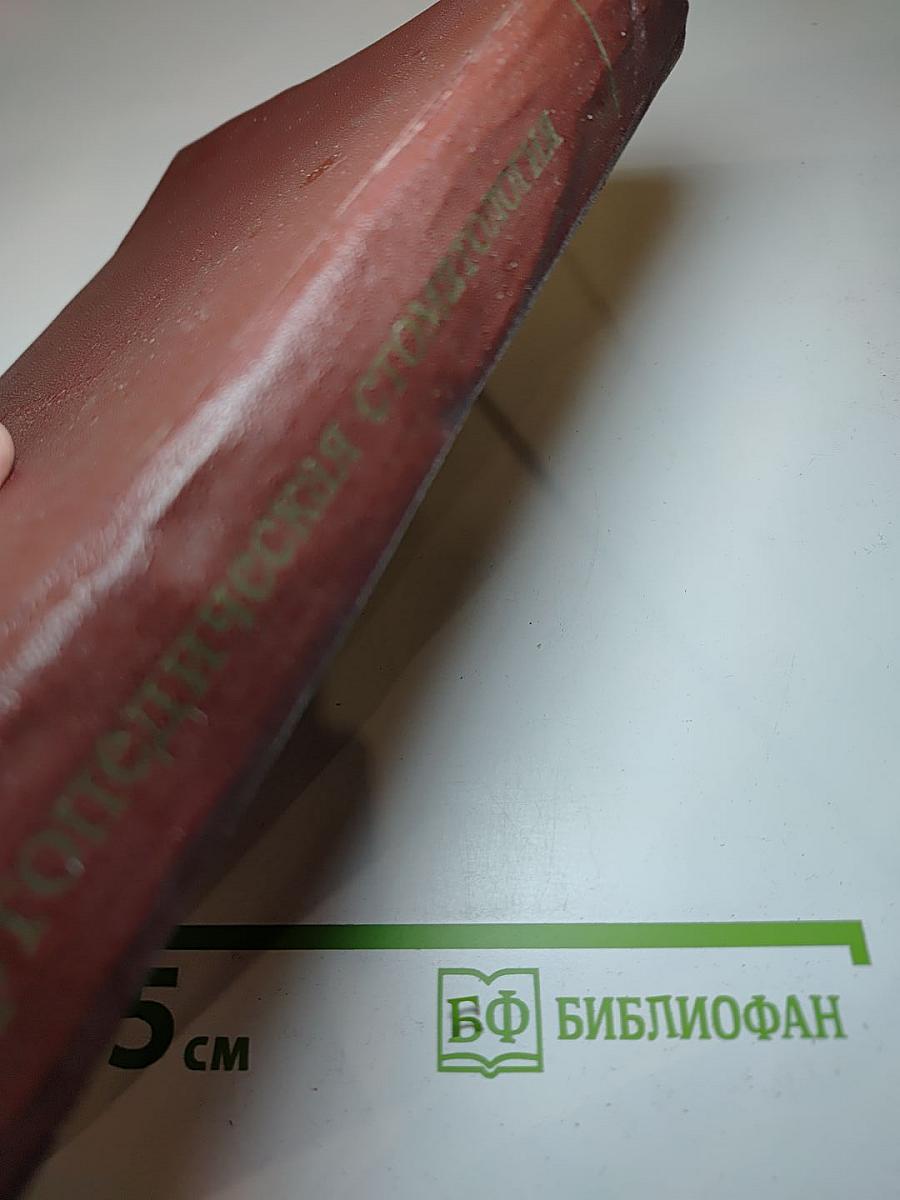 ортопедическая стоматология
5 см
БФ БИБЛИОФАН